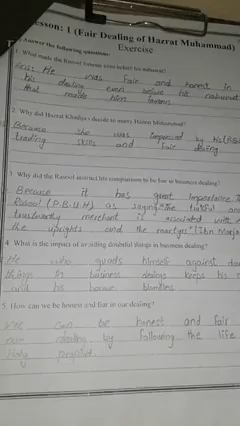 Lesson: 1 (Fair Dealing of Hazrat Muhammad)
Exercise
Answer the following questions:
1. What made the Rasool famous even before his nabuwat?
Ans: He was fair and honest in
his dealing even before his nabuwat
that made him famous
2. Why did Hazrat Khadija decide to marry Hazrat Muhammad?
Because she was impressed by his (P.B.
trading skills and fair dealing
3. Why did the Rasool instruct his companions to be fair in business dealing?
Because it has great importance
Rasool (P.B.U.H) as saying "The truthful and
trustworthy merchant is associated with
the uprights and the martyrs" (Ibn Maja
4. What is the impact of avoiding doubtful things in business dealing?
He who guards himself against
things in business dealings keeps his
and his honour blameless
5. How can we be honest and fair in our dealing?
We can be honest and fair
our dealing by following the life
Holy prophet